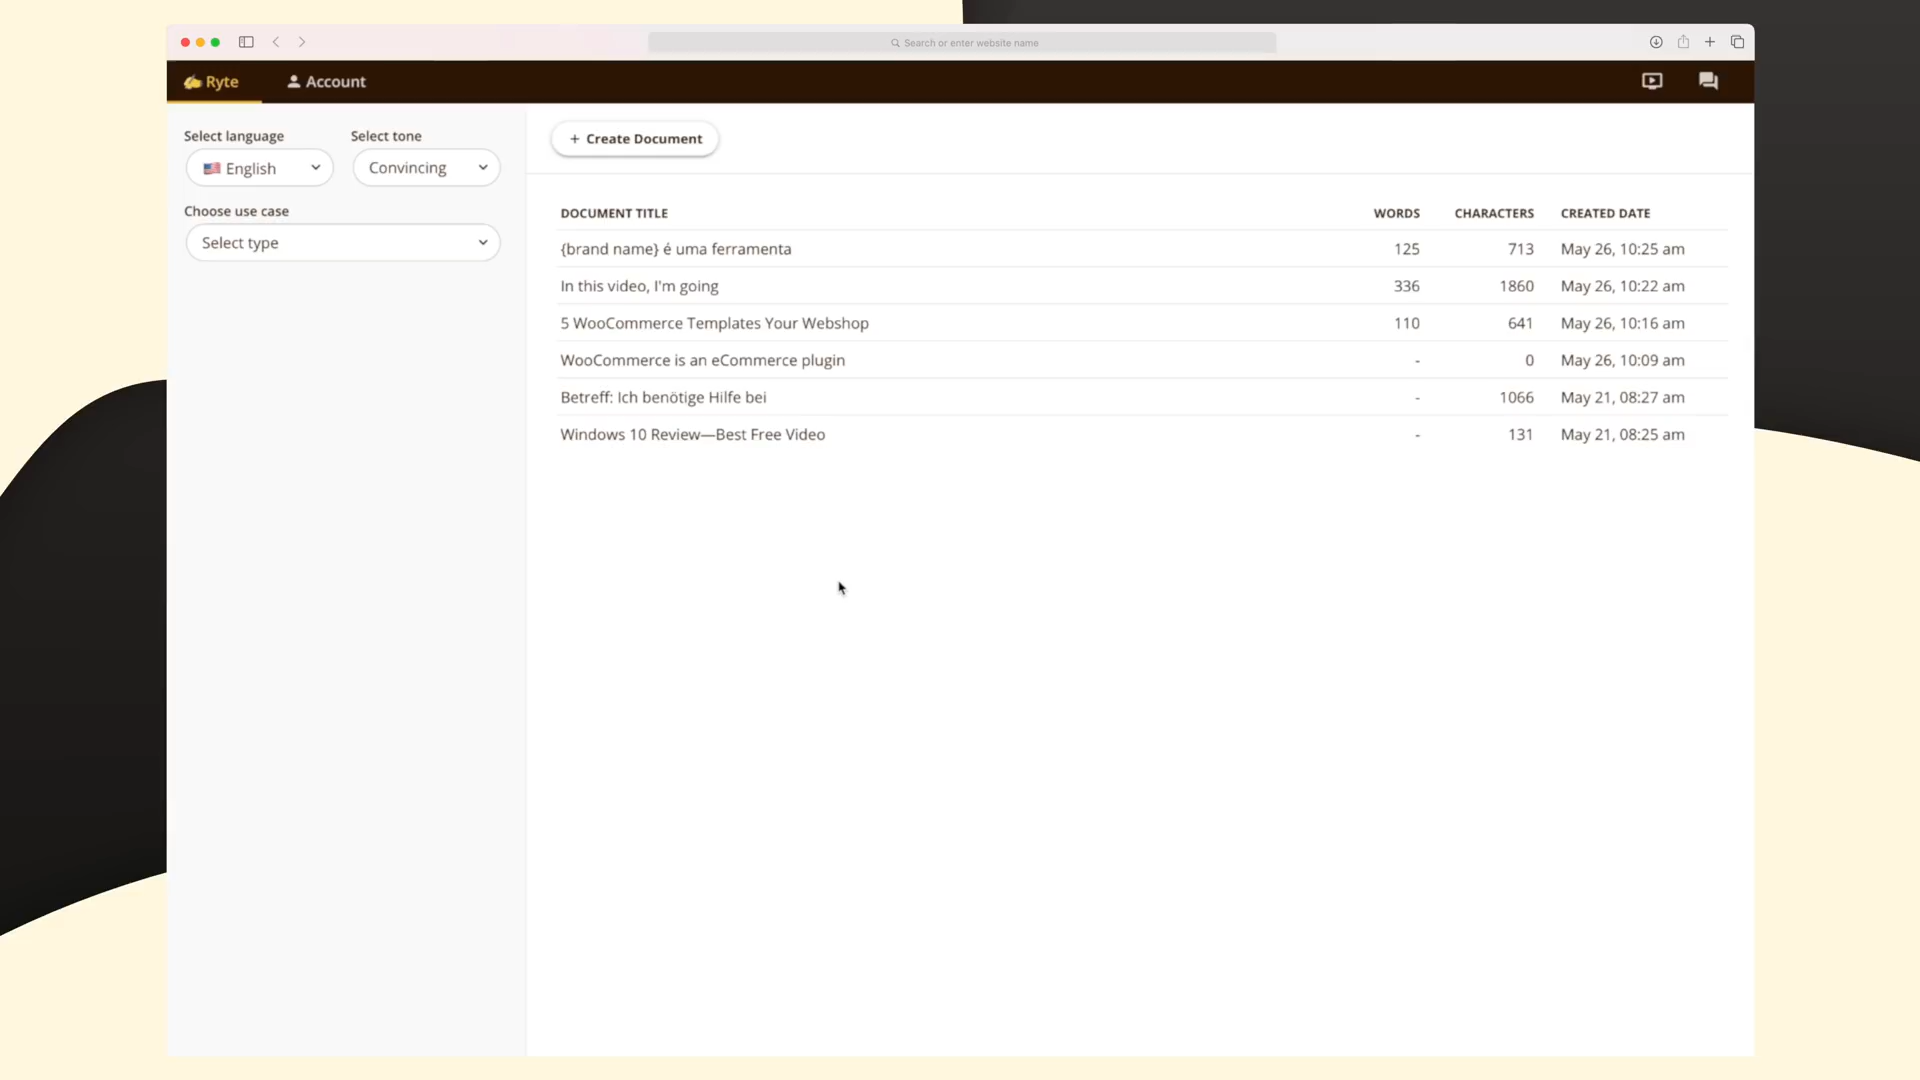 Search or enter website name
Ryte Account
Select language Select tone
English Convincing
Choose use case
Select type
+ Create Document
DOCUMENT TITLE WORDS CHARACTERS CREATED DATE
{brand name} é uma ferramenta 125 713 May 26, 10:25 am
In this video, I'm going 336 1860 May 26, 10:22 am
5 WooCommerce Templates Your Webshop 110 641 May 26, 10:16 am
WooCommerce is an eCommerce plugin - 0 May 26, 10:09 am
Betreff: Ich benötige Hilfe bei - 1066 May 21, 08:27 am
Windows 10 Review—Best Free Video - 131 May 21, 08:25 am